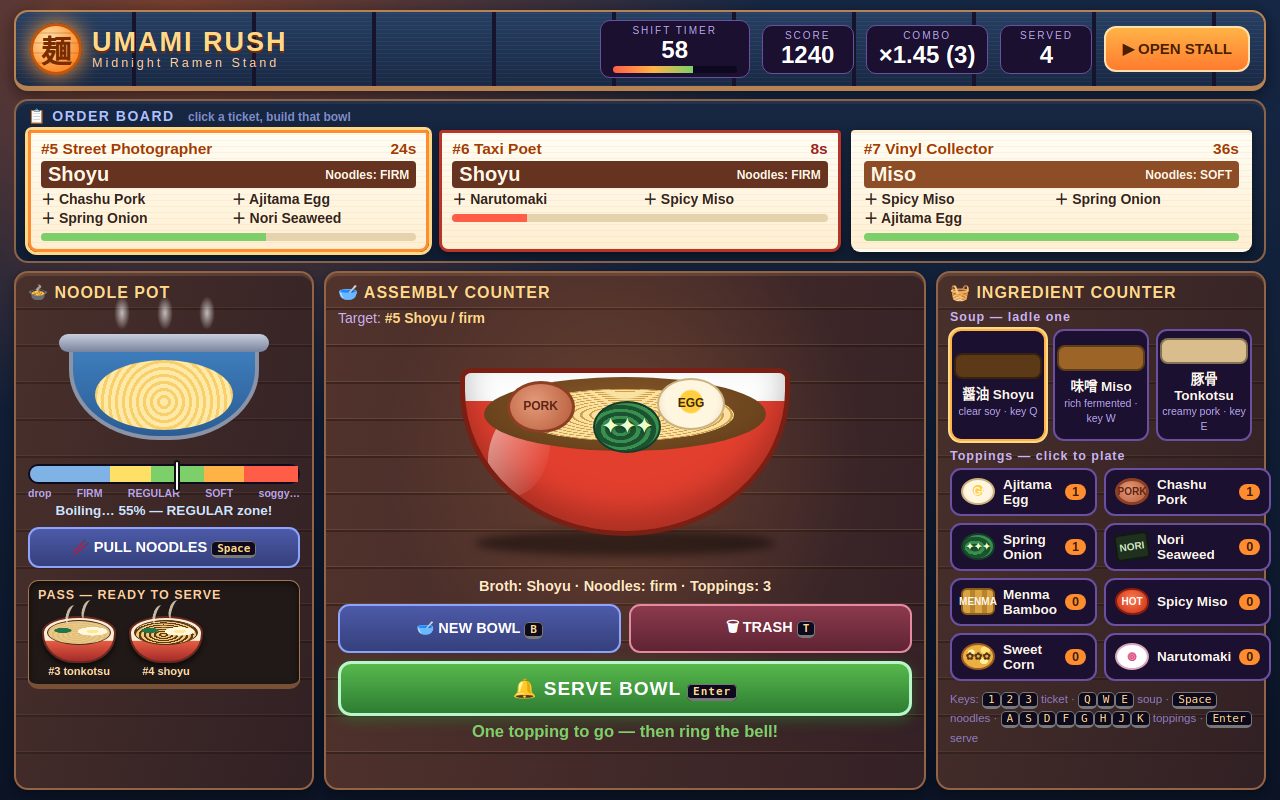 麺
UMAMI RUSH
Midnight Ramen Stand
SHIFT TIMER
58
SCORE
1240
COMBO
×1.45 (3)
SERVED
4
▶ OPEN STALL
📋 ORDER BOARD click a ticket, build that bowl
#5 Street Photographer 24s
Shoyu Noodles: FIRM
＋ Chashu Pork ＋ Ajitama Egg
＋ Spring Onion ＋ Nori Seaweed
#6 Taxi Poet 8s
Shoyu Noodles: FIRM
＋ Narutomaki ＋ Spicy Miso
#7 Vinyl Collector 36s
Miso Noodles: SOFT
＋ Spicy Miso ＋ Spring Onion
＋ Ajitama Egg
🍲 NOODLE POT
drop FIRM REGULAR SOFT soggy…
Boiling… 55% — REGULAR zone!
🥢 PULL NOODLES Space
PASS — READY TO SERVE
#3 tonkotsu #4 shoyu
🥣 ASSEMBLY COUNTER
Target: #5 Shoyu / firm
PORK
EGG
✦✦✦
Broth: Shoyu · Noodles: firm · Toppings: 3
🥣 NEW BOWL B
🗑 TRASH T
🔔 SERVE BOWL Enter
One topping to go — then ring the bell!
🧺 INGREDIENT COUNTER
Soup — ladle one
醤油 Shoyu
clear soy · key Q
味噌 Miso
rich fermented ·
key W
豚骨
Tonkotsu
creamy pork · key
E
Toppings — click to plate
Ajitama
Egg
1
PORK
Chashu
Pork
1
✦✦✦
Spring
Onion
1
NORI
Nori
Seaweed
0
MENMA
Menma
Bamboo
0
HOT
Spicy Miso
0
✿✿✿
Sweet
Corn
0
Narutomaki
0
Keys: 1 2 3 ticket · Q W E soup · Space
noodles · A S D F G H J K toppings · Enter
serve